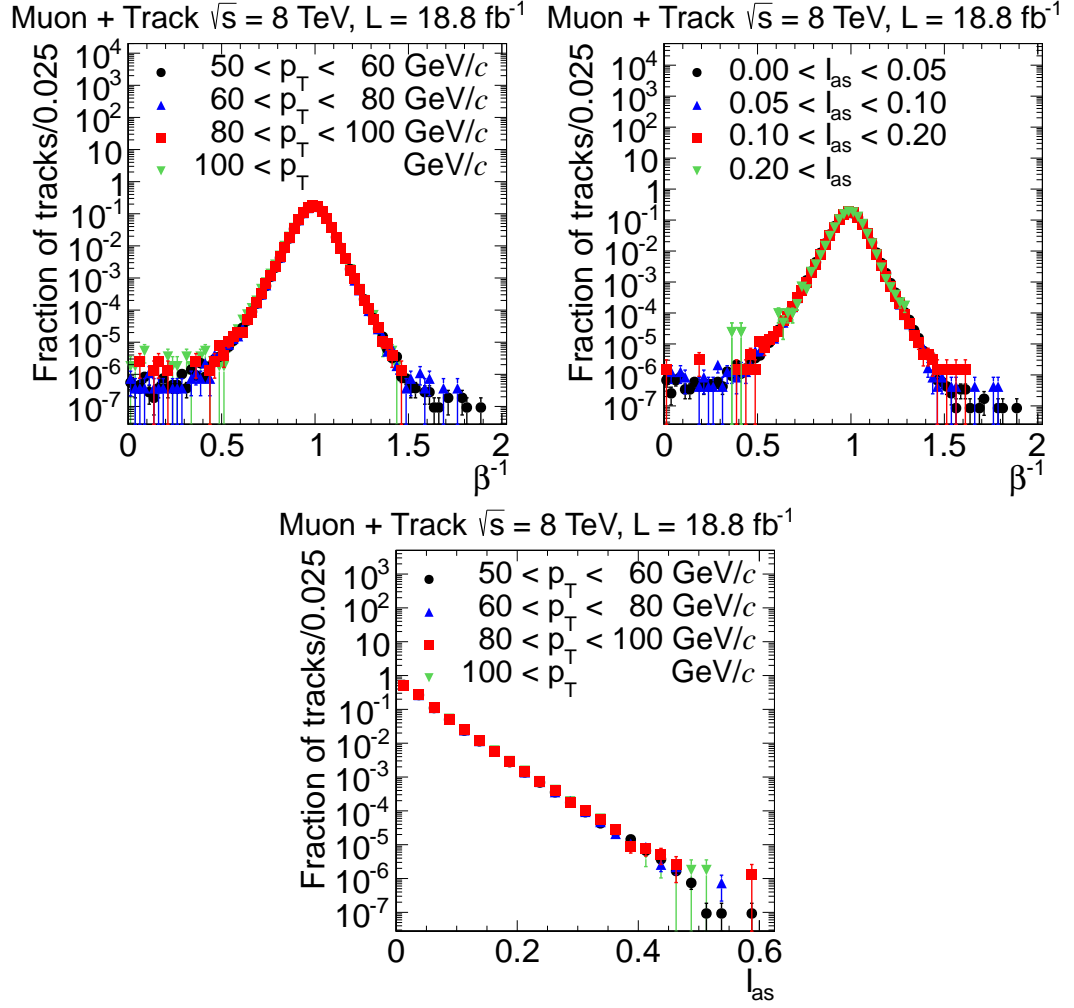 Muon + Track √s = 8 TeV, L = 18.8 fb⁻¹
Fraction of tracks/0.025
10⁴
10³
10²
10
1
10⁻¹
10⁻²
10⁻³
10⁻⁴
10⁻⁵
10⁻⁶
10⁻⁷
50 < p_T < 60 GeV/c
60 < p_T < 80 GeV/c
80 < p_T < 100 GeV/c
100 < p_T GeV/c
0 0.5 1 1.5 2
β⁻¹
Muon + Track √s = 8 TeV, L = 18.8 fb⁻¹
Fraction of tracks/0.025
10⁴
10³
10²
10
1
10⁻¹
10⁻²
10⁻³
10⁻⁴
10⁻⁵
10⁻⁶
10⁻⁷
0.00 < I_as < 0.05
0.05 < I_as < 0.10
0.10 < I_as < 0.20
0.20 < I_as
0 0.5 1 1.5 2
β⁻¹
Muon + Track √s = 8 TeV, L = 18.8 fb⁻¹
Fraction of tracks/0.025
10³
10²
10
1
10⁻¹
10⁻²
10⁻³
10⁻⁴
10⁻⁵
10⁻⁶
10⁻⁷
50 < p_T < 60 GeV/c
60 < p_T < 80 GeV/c
80 < p_T < 100 GeV/c
100 < p_T GeV/c
0 0.2 0.4 0.6
I_as